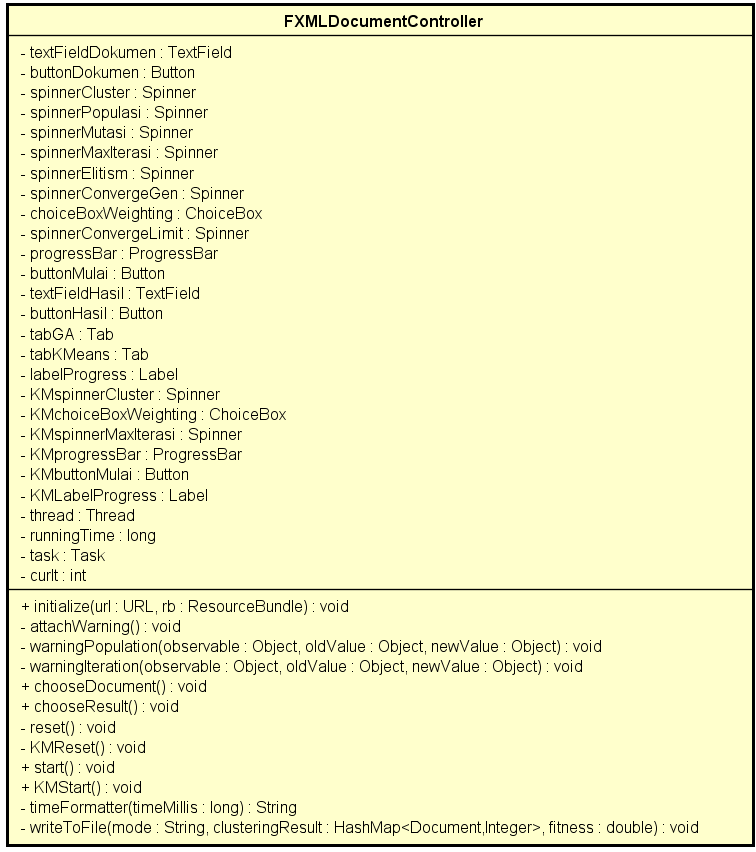 FXMLDocumentController
- textFieldDokumen : TextField
- buttonDokumen : Button
- spinnerCluster : Spinner
- spinnerPopulasi : Spinner
- spinnerMutasi : Spinner
- spinnerMaxIterasi : Spinner
- spinnerElitism : Spinner
- spinnerConvergeGen : Spinner
- choiceBoxWeighting : ChoiceBox
- spinnerConvergeLimit : Spinner
- progressBar : ProgressBar
- buttonMulai : Button
- textFieldHasil : TextField
- buttonHasil : Button
- tabGA : Tab
- tabKMeans : Tab
- labelProgress : Label
- KMspinnerCluster : Spinner
- KMchoiceBoxWeighting : ChoiceBox
- KMspinnerMaxIterasi : Spinner
- KMprogressBar : ProgressBar
- KMbuttonMulai : Button
- KMLabelProgress : Label
- thread : Thread
- runningTime : long
- task : Task
- curIt : int
+ initialize(url : URL, rb : ResourceBundle) : void
- attachWarning() : void
- warningPopulation(observable : Object, oldValue : Object, newValue : Object) : void
- warningIteration(observable : Object, oldValue : Object, newValue : Object) : void
+ chooseDocument() : void
+ chooseResult() : void
- reset() : void
- KMReset() : void
+ start() : void
+ KMStart() : void
- timeFormatter(timeMillis : long) : String
- writeToFile(mode : String, clusteringResult : HashMap<Document,Integer>, fitness : double) : void